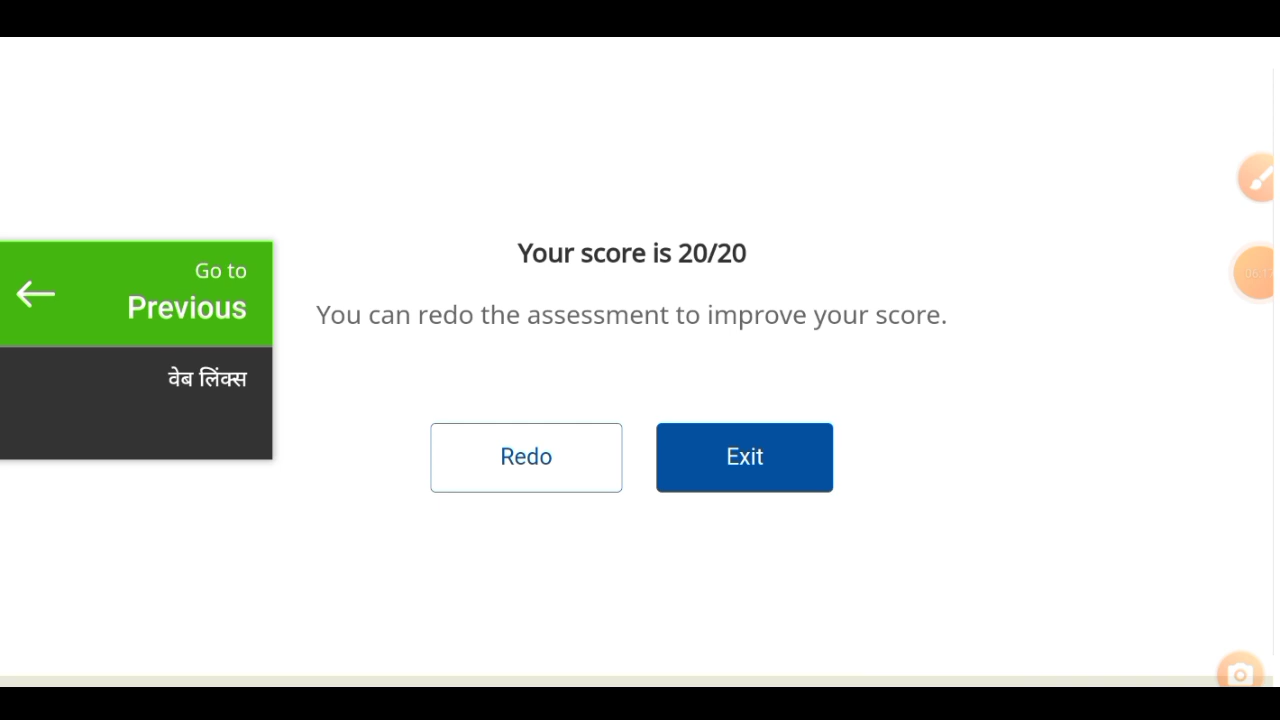 Your score is 20/20
Go to
Previous
You can redo the assessment to improve your score.
वेब लिंक्स
Redo
Exit